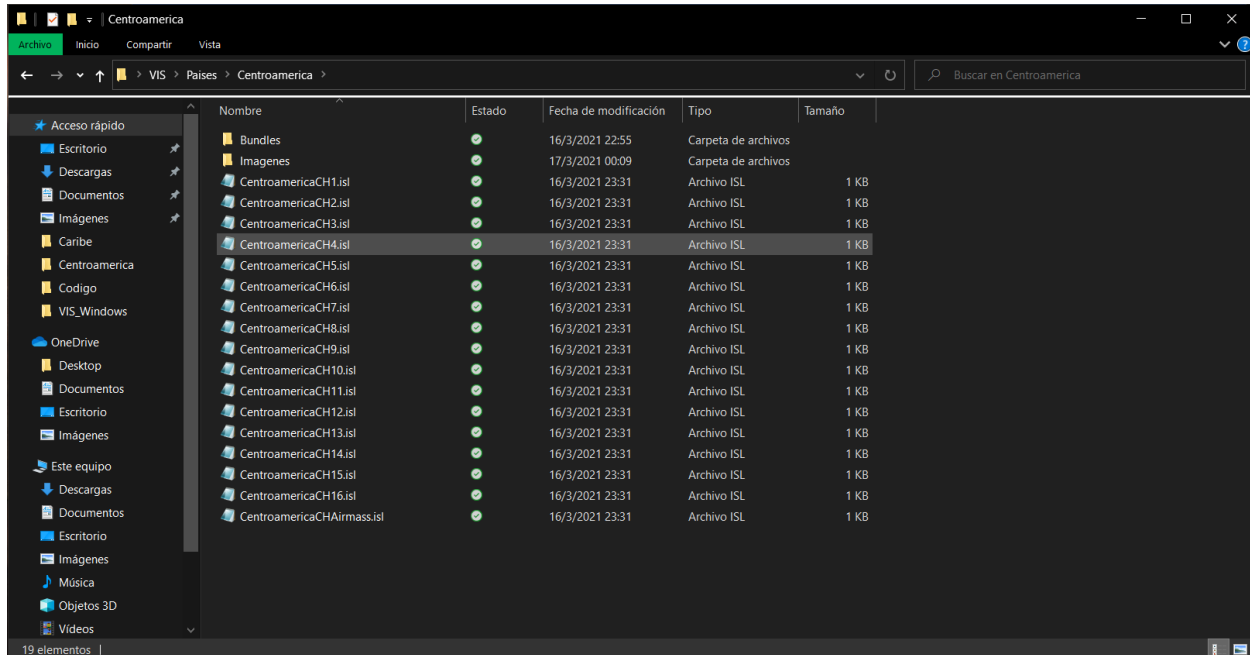 Centroamerica
Archivo Inicio Compartir Vista
VIS > Paises > Centroamerica >
Buscar en Centroamerica
Acceso rápido
Escritorio
Descargas
Documentos
Imágenes
Caribe
Centroamerica
Codigo
VIS_Windows
OneDrive
Desktop
Documentos
Escritorio
Imágenes
Este equipo
Descargas
Documentos
Escritorio
Imágenes
Música
Objetos 3D
Vídeos
Nombre Estado Fecha de modificación Tipo Tamaño
Bundles 16/3/2021 22:55 Carpeta de archivos
Imagenes 17/3/2021 00:09 Carpeta de archivos
CentroamericaCH1.isl 16/3/2021 23:31 Archivo ISL 1 KB
CentroamericaCH2.isl 16/3/2021 23:31 Archivo ISL 1 KB
CentroamericaCH3.isl 16/3/2021 23:31 Archivo ISL 1 KB
CentroamericaCH4.isl 16/3/2021 23:31 Archivo ISL 1 KB
CentroamericaCH5.isl 16/3/2021 23:31 Archivo ISL 1 KB
CentroamericaCH6.isl 16/3/2021 23:31 Archivo ISL 1 KB
CentroamericaCH7.isl 16/3/2021 23:31 Archivo ISL 1 KB
CentroamericaCH8.isl 16/3/2021 23:31 Archivo ISL 1 KB
CentroamericaCH9.isl 16/3/2021 23:31 Archivo ISL 1 KB
CentroamericaCH10.isl 16/3/2021 23:31 Archivo ISL 1 KB
CentroamericaCH11.isl 16/3/2021 23:31 Archivo ISL 1 KB
CentroamericaCH12.isl 16/3/2021 23:31 Archivo ISL 1 KB
CentroamericaCH13.isl 16/3/2021 23:31 Archivo ISL 1 KB
CentroamericaCH14.isl 16/3/2021 23:31 Archivo ISL 1 KB
CentroamericaCH15.isl 16/3/2021 23:31 Archivo ISL 1 KB
CentroamericaCH16.isl 16/3/2021 23:31 Archivo ISL 1 KB
CentroamericaCHAirmass.isl 16/3/2021 23:31 Archivo ISL 1 KB
19 elementos